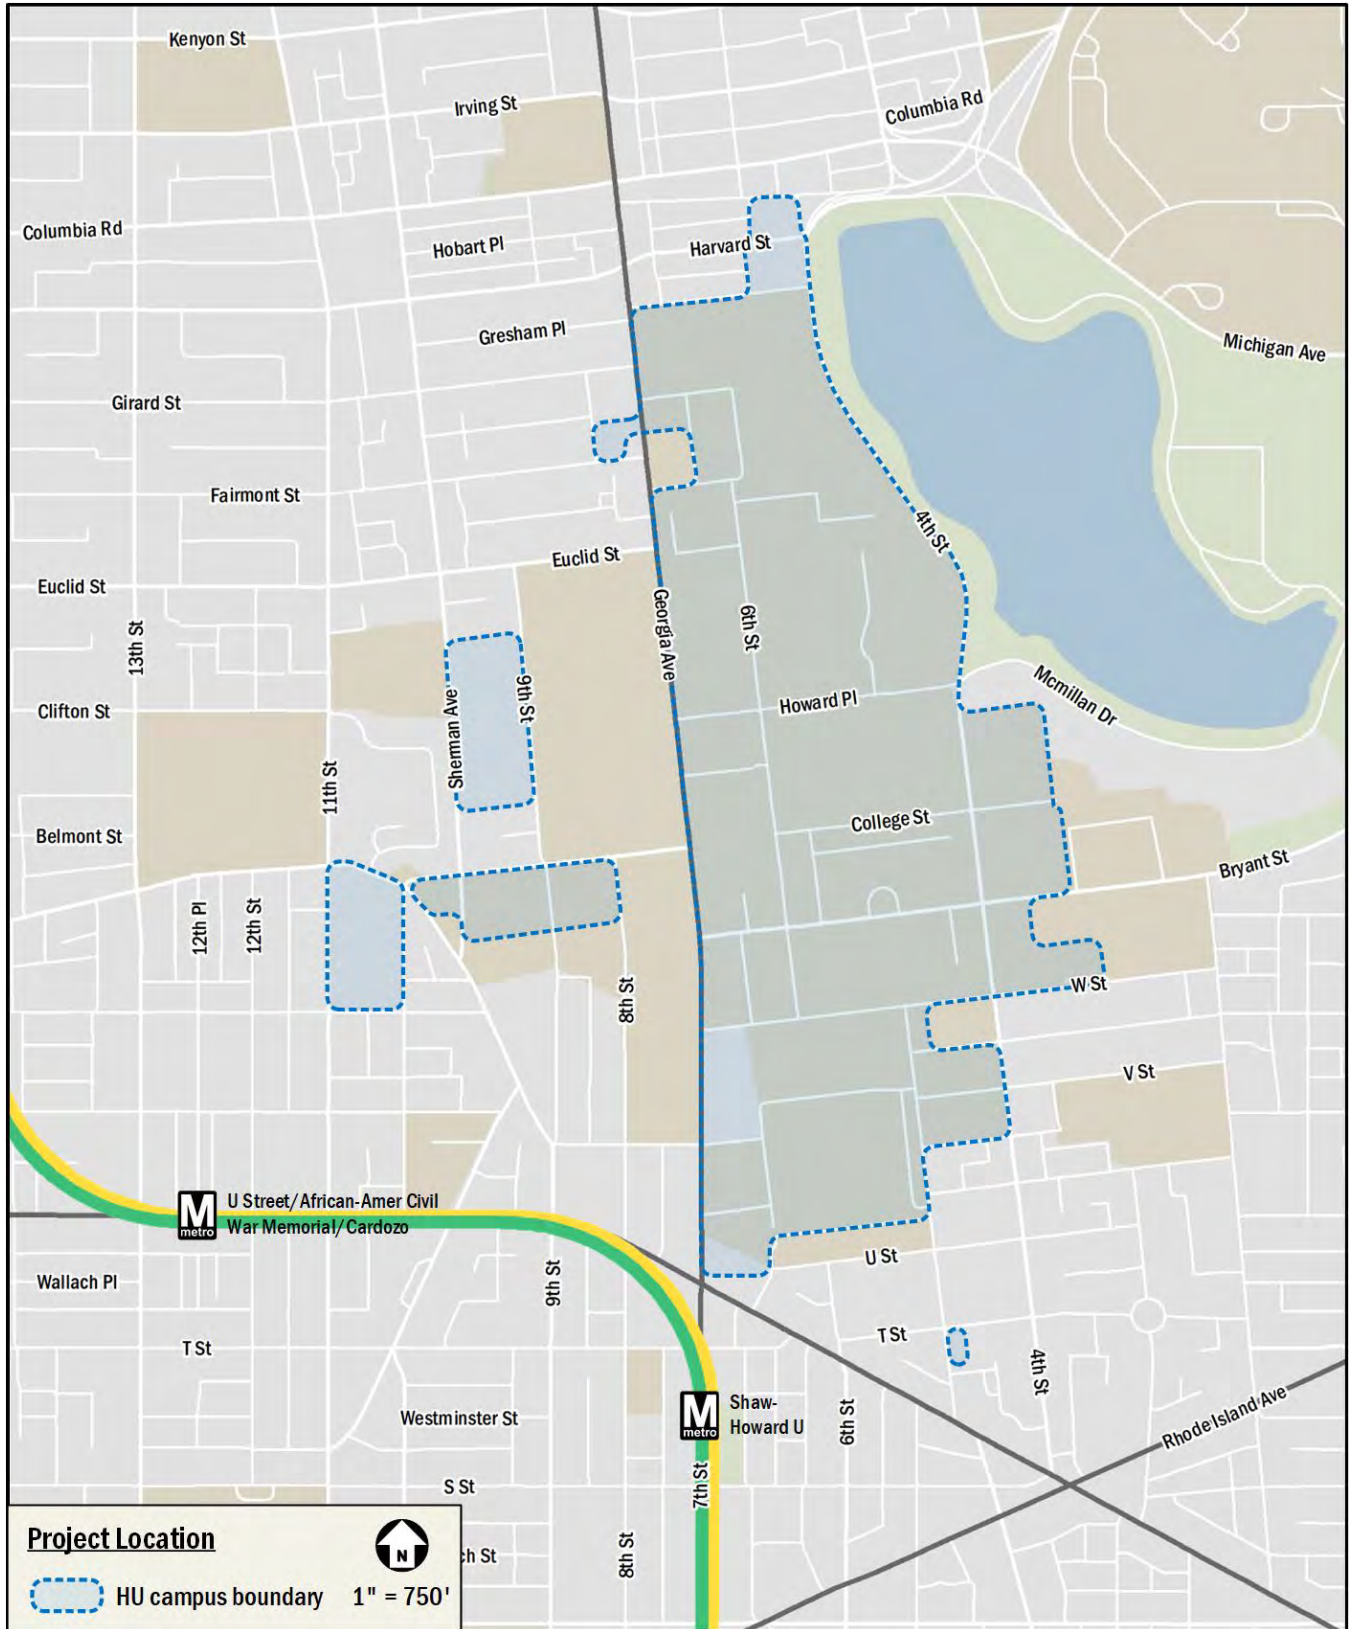 Kenyon St
Irving St
Columbia Rd
Columbia Rd
Hobart Pl
Harvard St
Gresham Pl
Michigan Ave
Girard St
Fairmont St
4th St
Euclid St
Euclid St
Georgia Ave
6th St
13th St
Howard Pl
Mcmillan Dr
9th St
Sherman Ave
Clifton St
11th St
College St
Belmont St
Bryant St
12th Pl
12th St
8th St
W St
V St
M
metro
U Street/African-Amer Civil
War Memorial/Cardozo
U St
9th St
Wallach Pl
T St
T St
4th St
M
metro
Shaw-
Howard U
Westminster St
6th St
Rhode Island Ave
7th St
S St
8th St
ch St
Project Location
N
HU campus boundary
1" = 750'